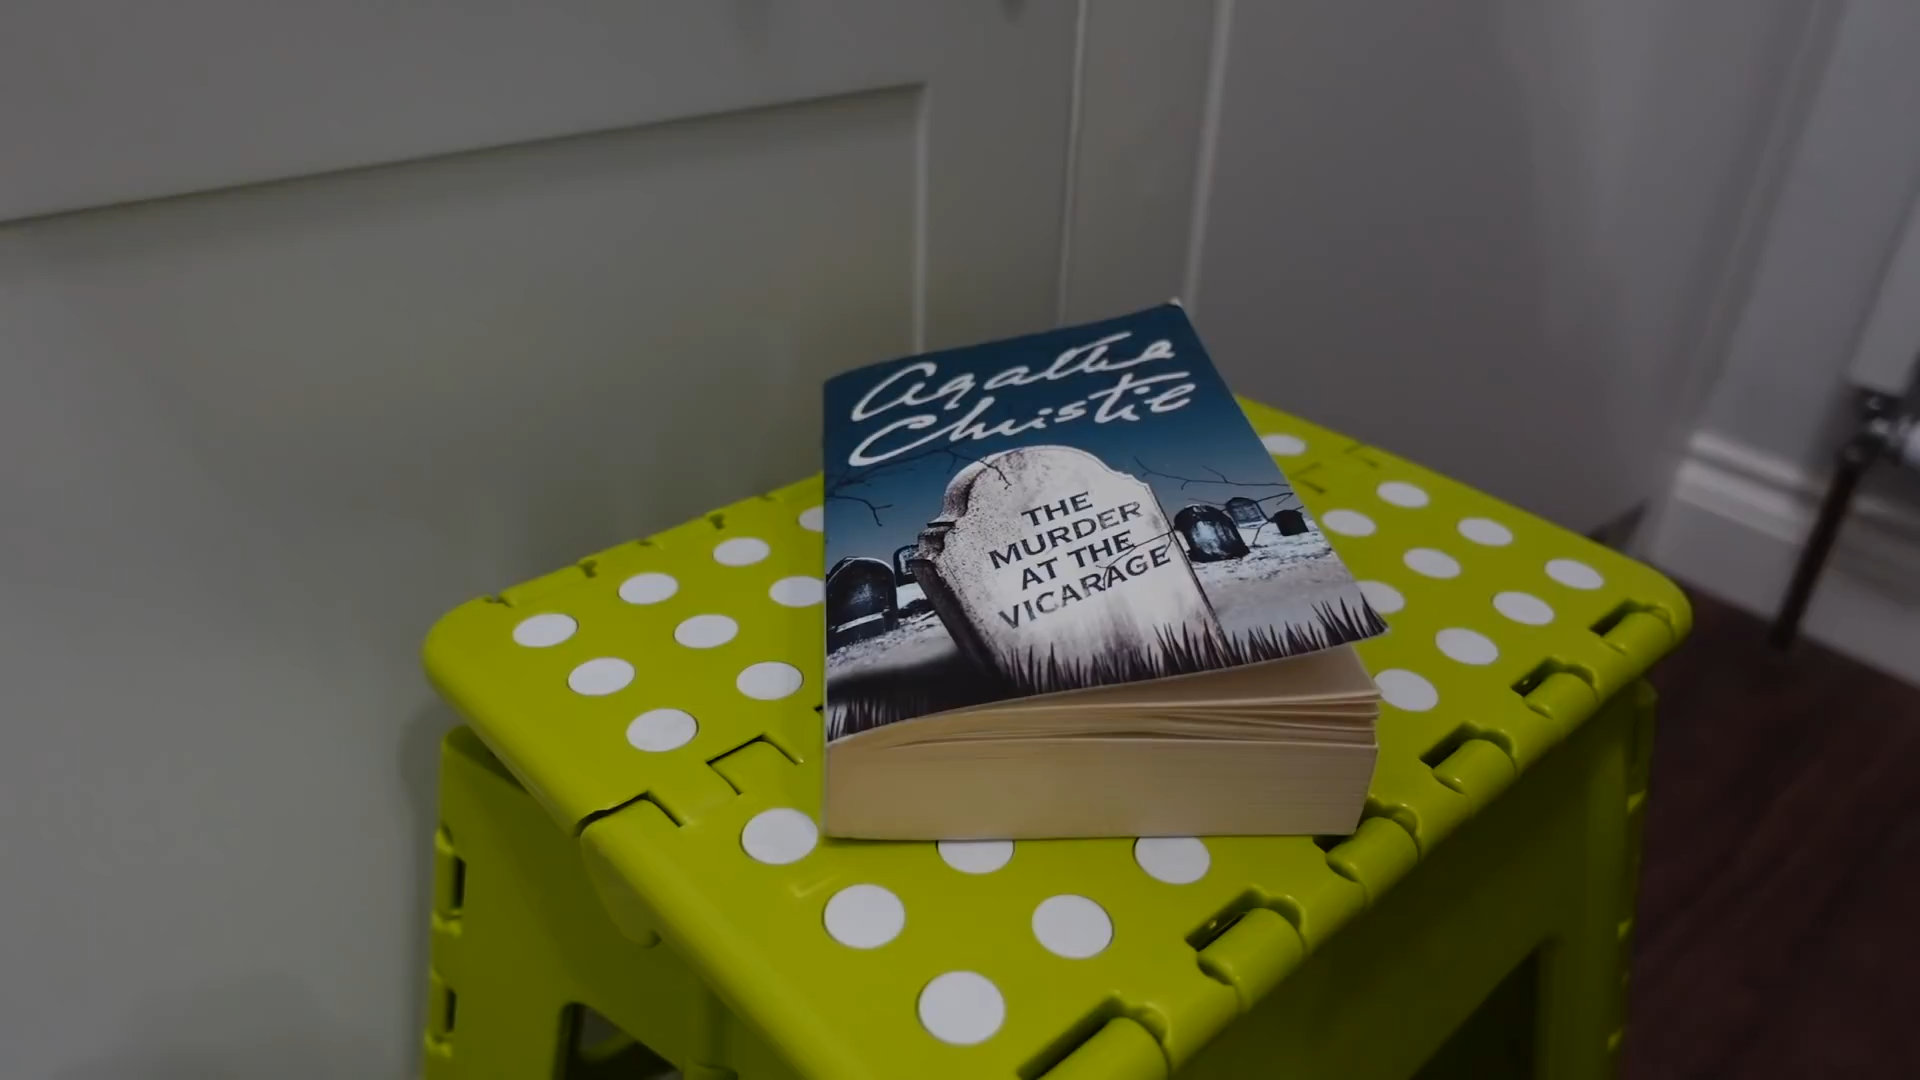 Agatha
Christie
THE
MURDER
AT THE
VICARAGE